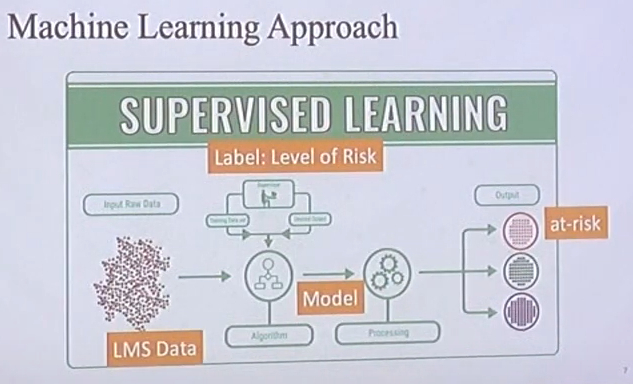 Machine Learning Approach
SUPERVISED LEARNING
Label: Level of Risk
Supervisor
Input Raw Data
Training Data set
Desired Output
Output
at-risk
Model
LMS Data
Algorithm
Processing
7